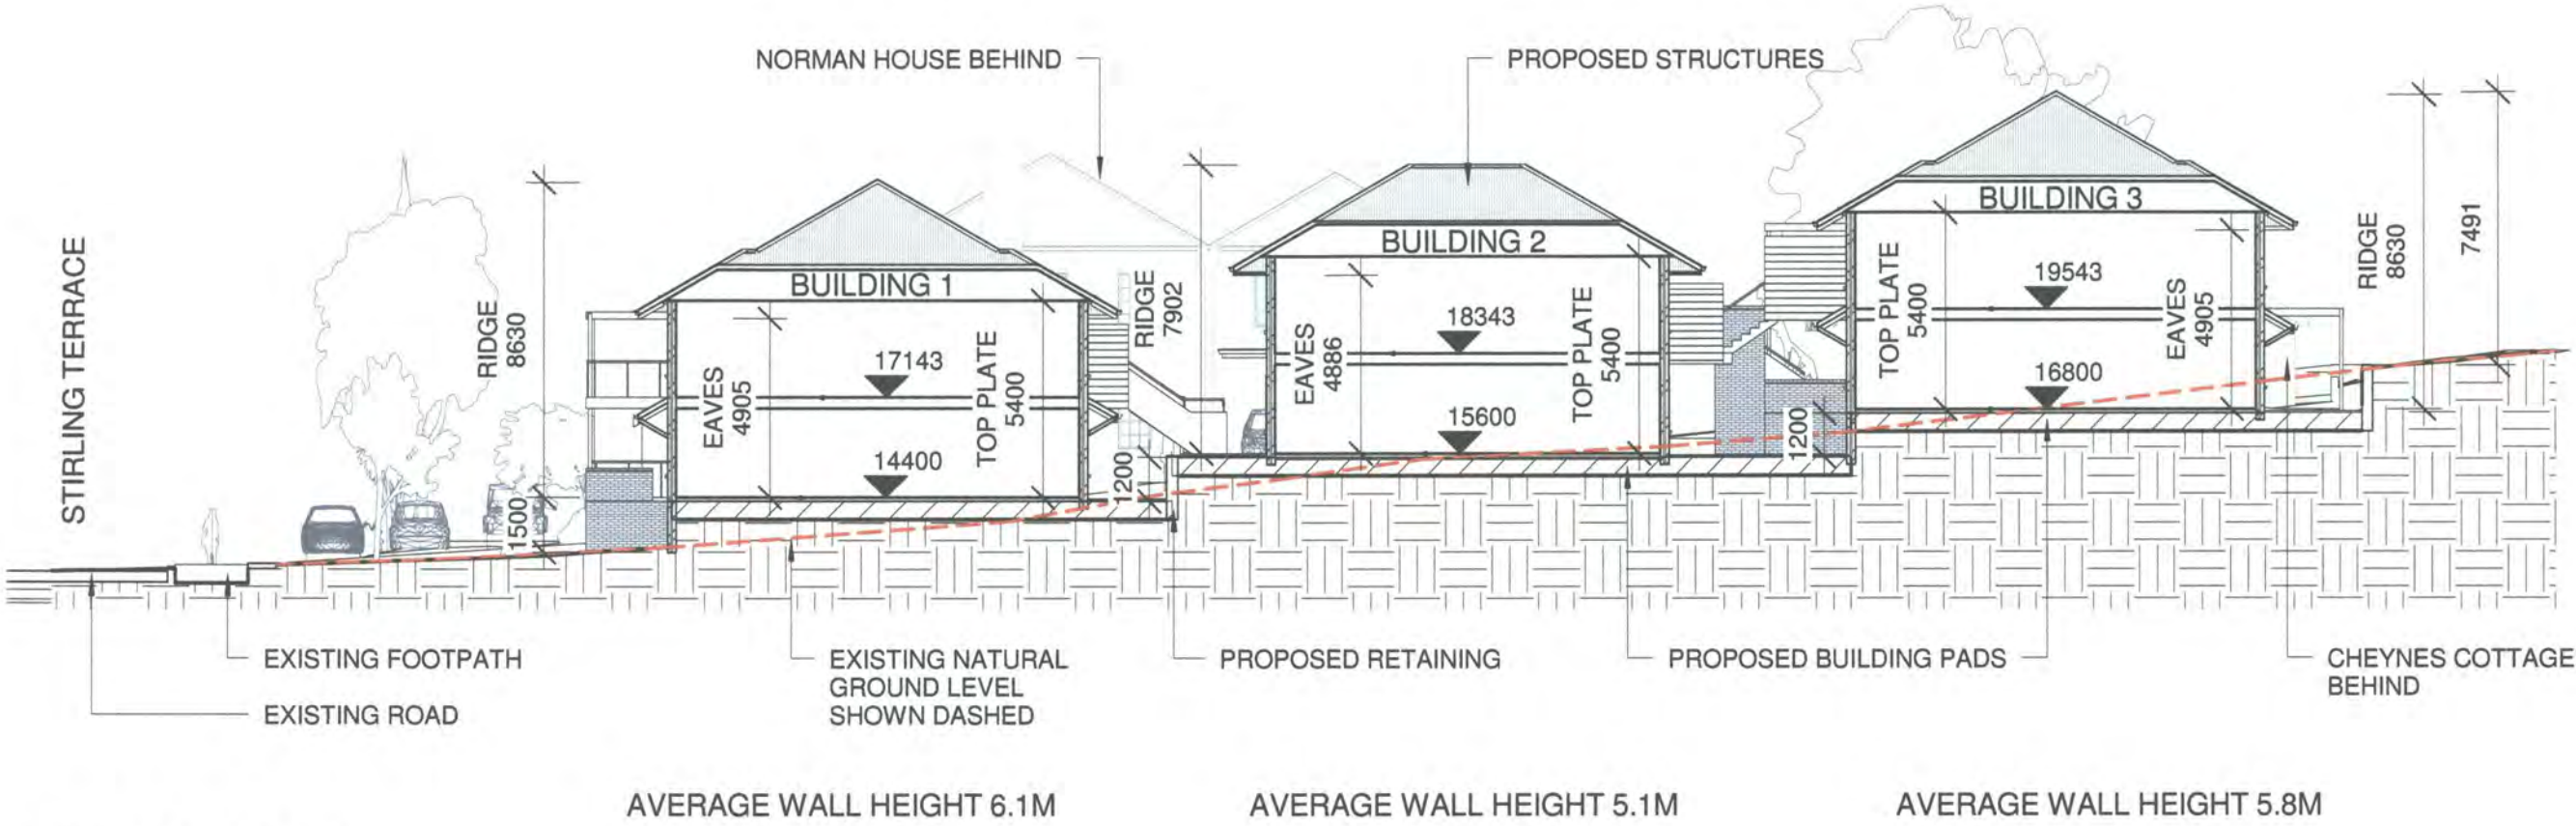 NORMAN HOUSE BEHIND
PROPOSED STRUCTURES
STIRLING TERRACE
RIDGE
8630
1500
BUILDING 1
EAVES
4905
17143
14400
TOP PLATE
5400
RIDGE
7902
1200
BUILDING 2
EAVES
4886
18343
15600
TOP PLATE
5400
1200
BUILDING 3
TOP PLATE
5400
19543
16800
EAVES
4905
RIDGE
8630
7491
EXISTING FOOTPATH
EXISTING ROAD
EXISTING NATURAL
GROUND LEVEL
SHOWN DASHED
PROPOSED RETAINING
PROPOSED BUILDING PADS
CHEYNES COTTAGE
BEHIND
AVERAGE WALL HEIGHT 6.1M
AVERAGE WALL HEIGHT 5.1M
AVERAGE WALL HEIGHT 5.8M